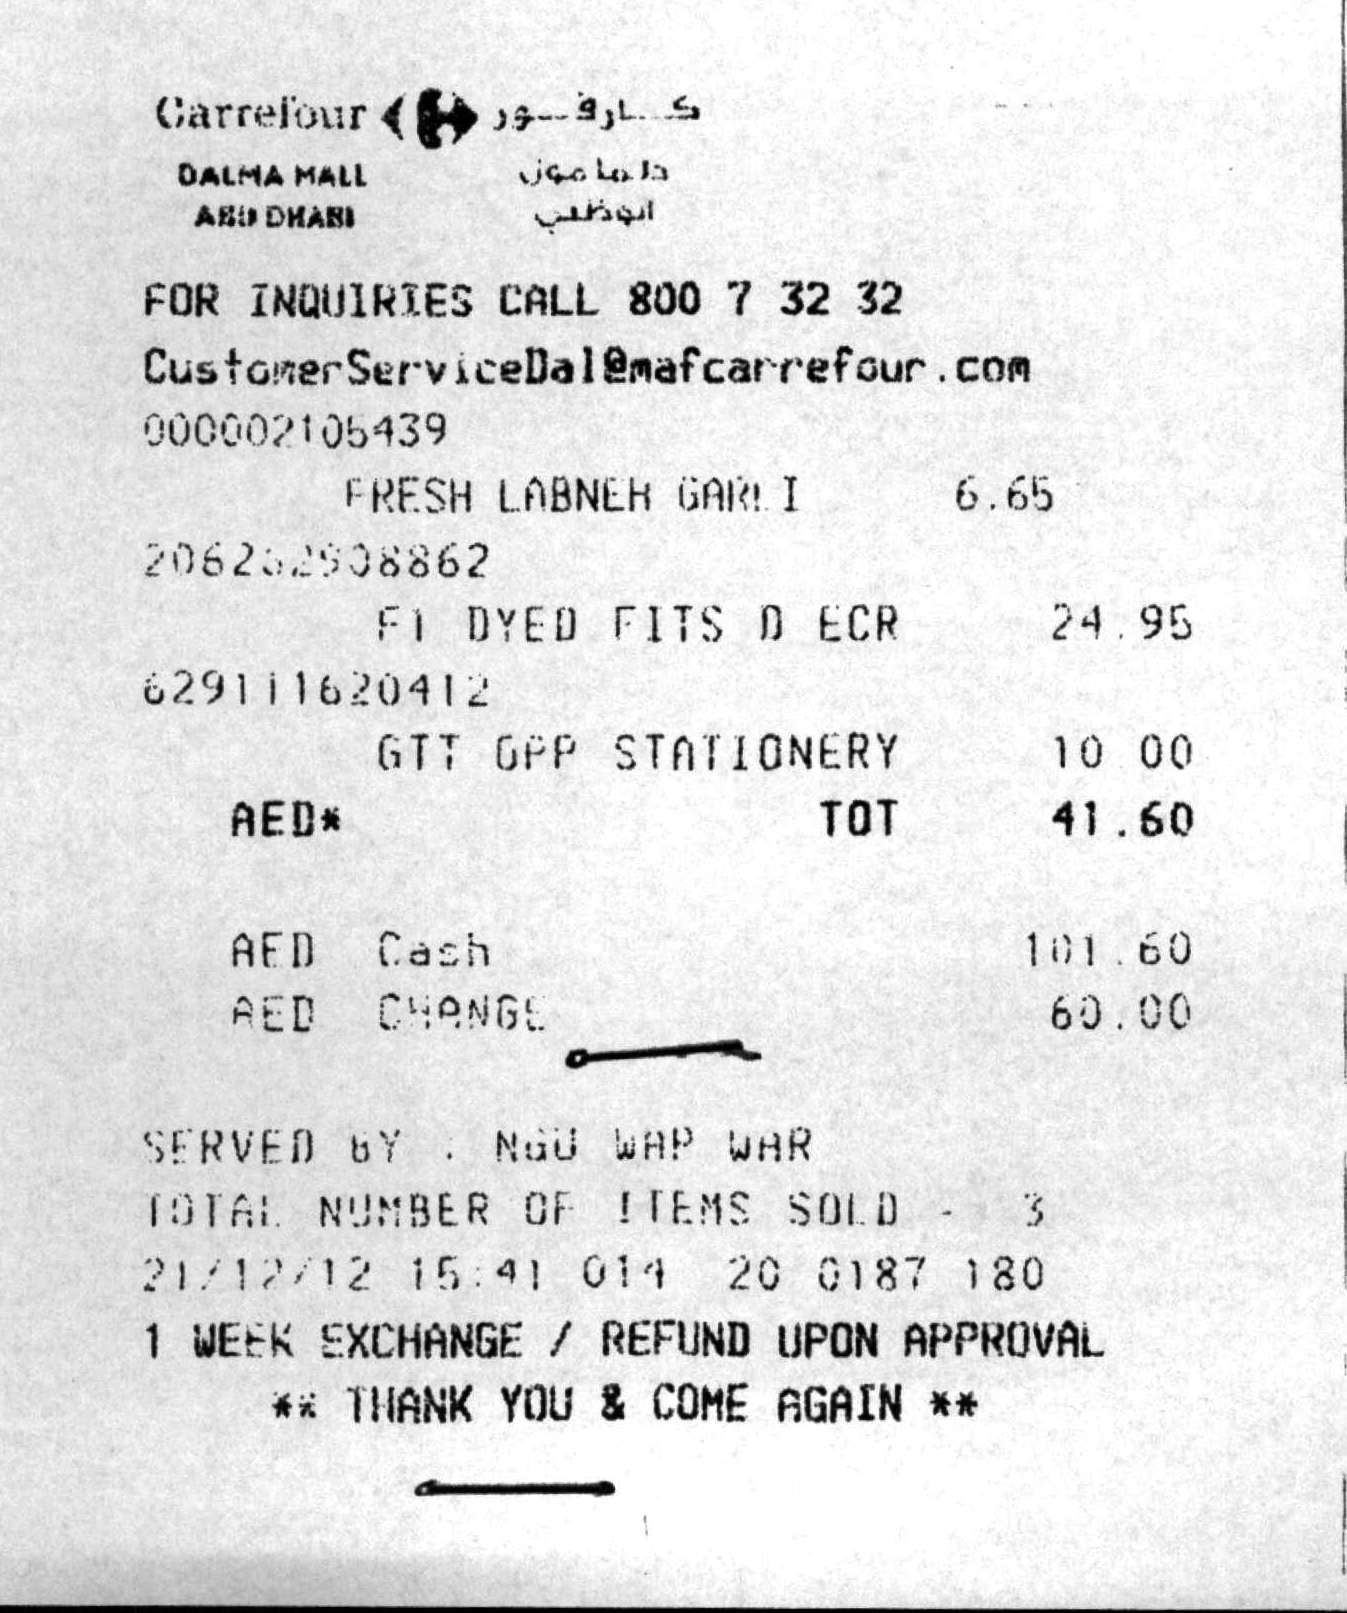 Carrefour كارفور
DALMA MALL دلما مول
ABU DHABI ابوظبي
FOR INQUIRIES CALL 800 7 32 32
CustomerServiceDal@mafcarrefour.com
000002105439
FRESH LABNEH GARLI 6.65
F1 DYED FITS D ECR 24.95
6291111620412
GTT OPP STATIONERY 10 00
AED* TOT 41.60
AED Cash 101.60
AED CHANGE 60.00
SERVED BY : NGU WAP WAR
TOTAL NUMBER OF ITEMS SOLD - 3
21/12/12 15:41 014 20 0187 180
1 WEEK EXCHANGE / REFUND UPON APPROVAL
** THANK YOU & COME AGAIN **